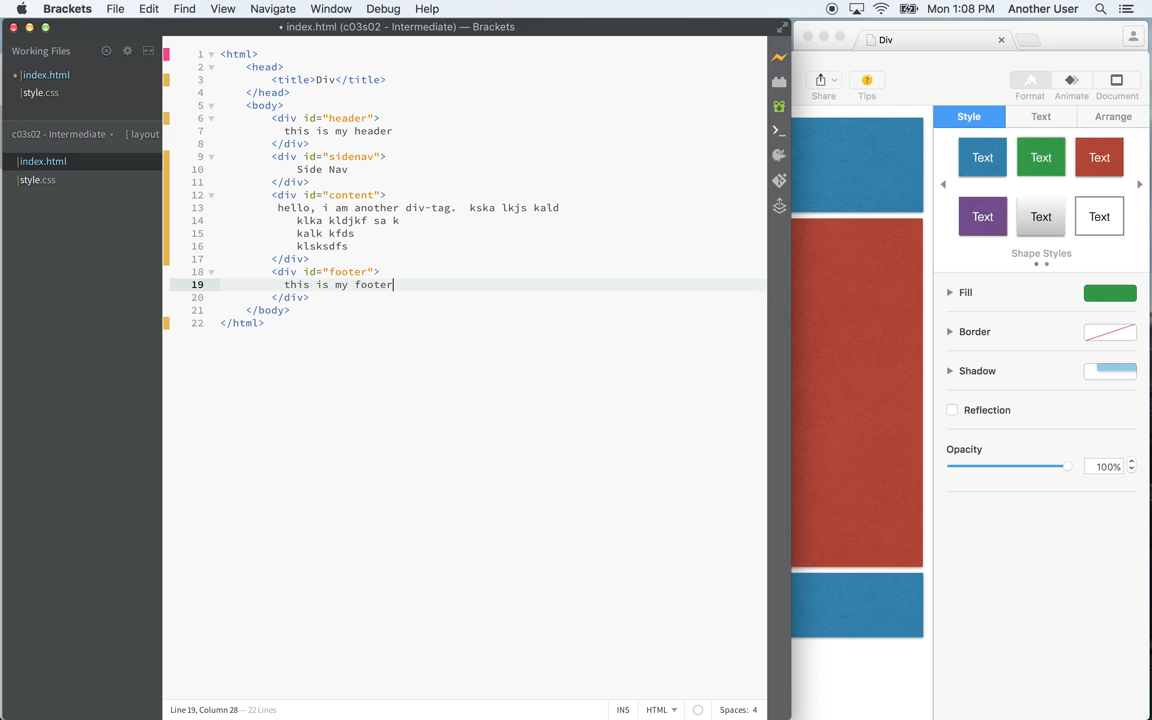 Brackets File Edit Find View Navigate Window Debug Help Mon 1:08 PM Another User
• index.html (c03s02 - Intermediate) — Brackets
Working Files
• index.html
style.css
c03s02 - Intermediate
[ layout
index.html
style.css
1 <html>
2 <head>
3 <title>Div</title>
4 </head>
5 <body>
6 <div id="header">
7 this is my header
8 </div>
9 <div id="sidenav">
10 Side Nav
11 </div>
12 <div id="content">
13 hello, i am another div-tag. kska lkjs kald
14 klka kldjkf sa k
15 kalk kfds
16 klsksdfs
17 </div>
18 <div id="footer">
19 this is my footer
20 </div>
21 </body>
22 </html>
Line 19, Column 28 — 22 Lines
INS HTML Spaces: 4
Div
Share Tips Format Animate Document
Style Text Arrange
Text Text Text
Text Text Text
Shape Styles
Fill
Border
Shadow
Reflection
Opacity
100%